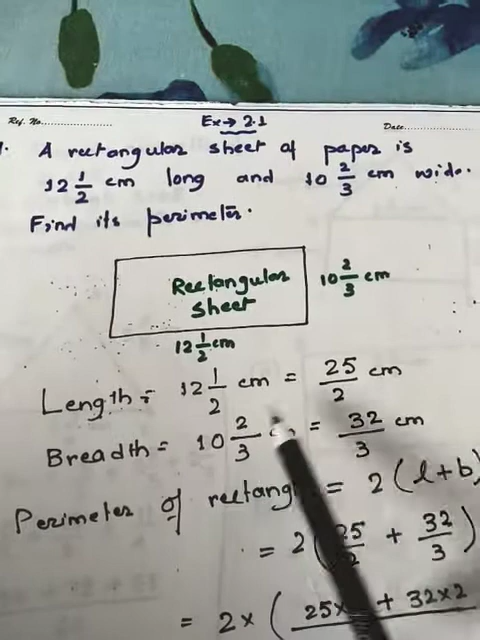 Ref. No.
Ex→ 2.1
Date
1. A rectangular sheet of paper is
12 1/2 cm long and 10 2/3 cm wide.
Find its perimeter.
Rectangular
Sheet
10 2/3 cm
12 1/2 cm
Length = 12 1/2 cm = 25/2 cm
Breadth = 10 2/3 = 32/3 cm
Perimeter of = 2(l+b)
= 2( + 32/3)
= 2×( + 32×2